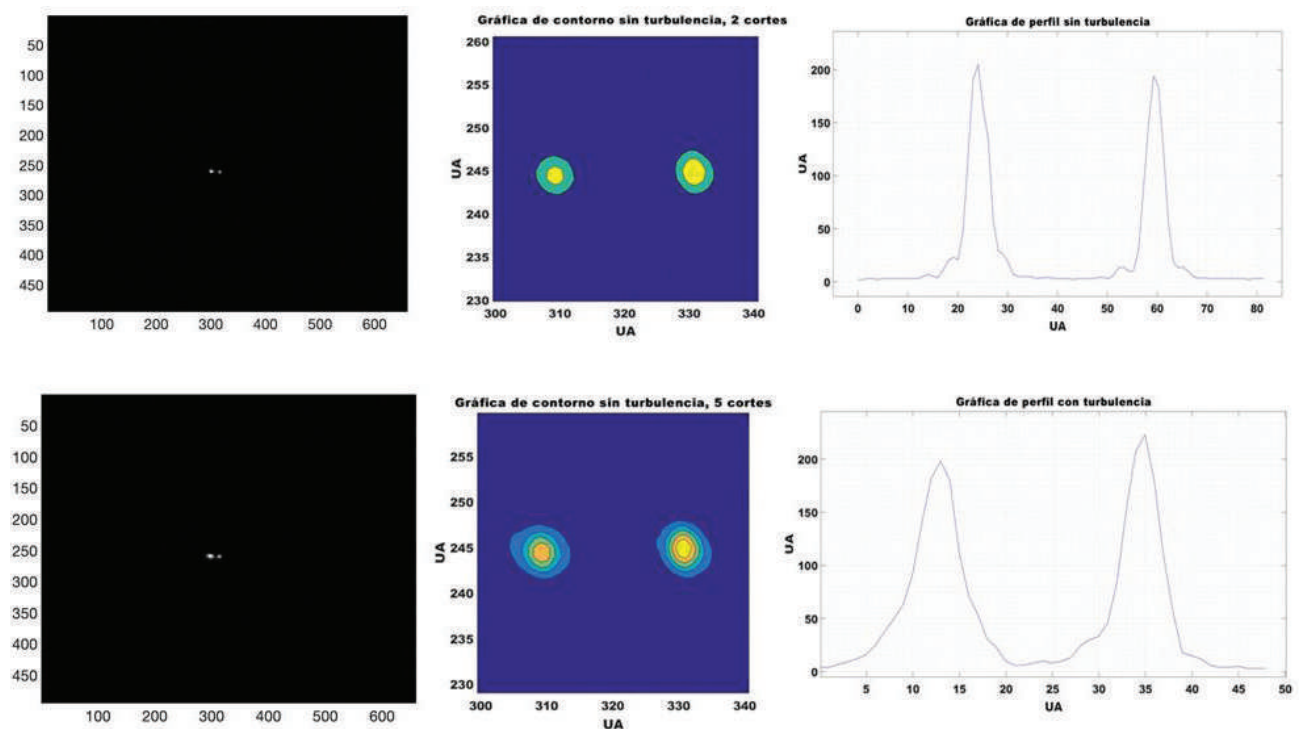 50
100
150
200
250
300
350
400
450
100 200 300 400 500 600
Gráfica de contorno sin turbulencia, 2 cortes
260
255
250
245
240
235
230
UA
300 310 320 330 340
UA
Gráfica de perfil sin turbulencia
200
150
100
50
0
UA
0 10 20 30 40 50 60 70 80
UA
50
100
150
200
250
300
350
400
450
100 200 300 400 500 600
Gráfica de contorno sin turbulencia, 5 cortes
255
250
245
240
235
230
UA
300 310 320 330 340
UA
Gráfica de perfil con turbulencia
200
150
100
50
0
UA
5 10 15 20 25 30 35 40 45 50
UA